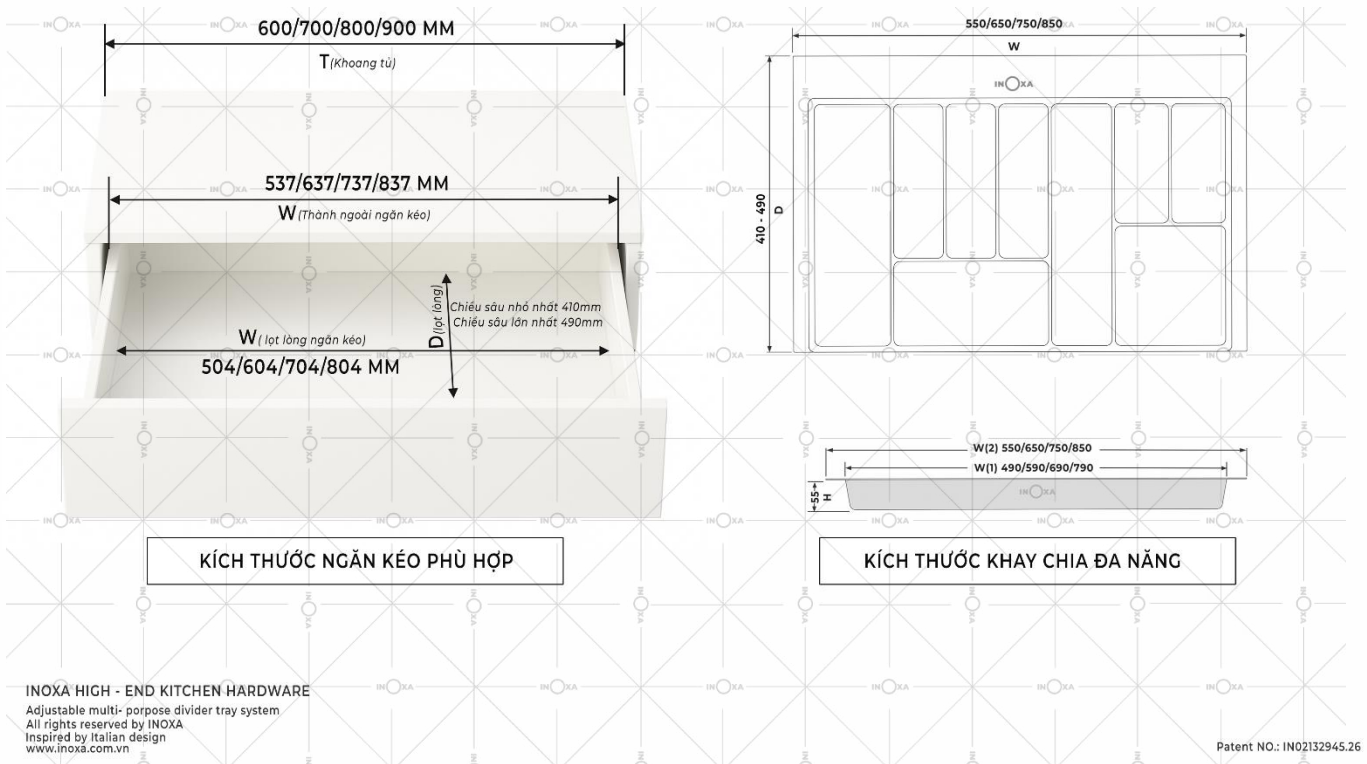 600/700/800/900 MM
T(Khoang tủ)
537/637/737/837 MM
W(Thành ngoài ngăn kéo)
D(lọt lòng)
Chiều sâu nhỏ nhất 410mm
Chiều sâu lớn nhất 490mm
W( lọt lòng ngăn kéo)
504/604/704/804 MM
KÍCH THƯỚC NGĂN KÉO PHÙ HỢP
550/650/750/850
W
INOXA
410 - 490
D
W(2) 550/650/750/850
W(1) 490/590/690/790
55
H
INOXA
KÍCH THƯỚC KHAY CHIA ĐA NĂNG
INOXA HIGH - END KITCHEN HARDWARE
Adjustable multi- porpose divider tray system
All rights reserved by INOXA
Inspired by Italian design
www.inoxa.com.vn
Patent NO.: IN02132945.26